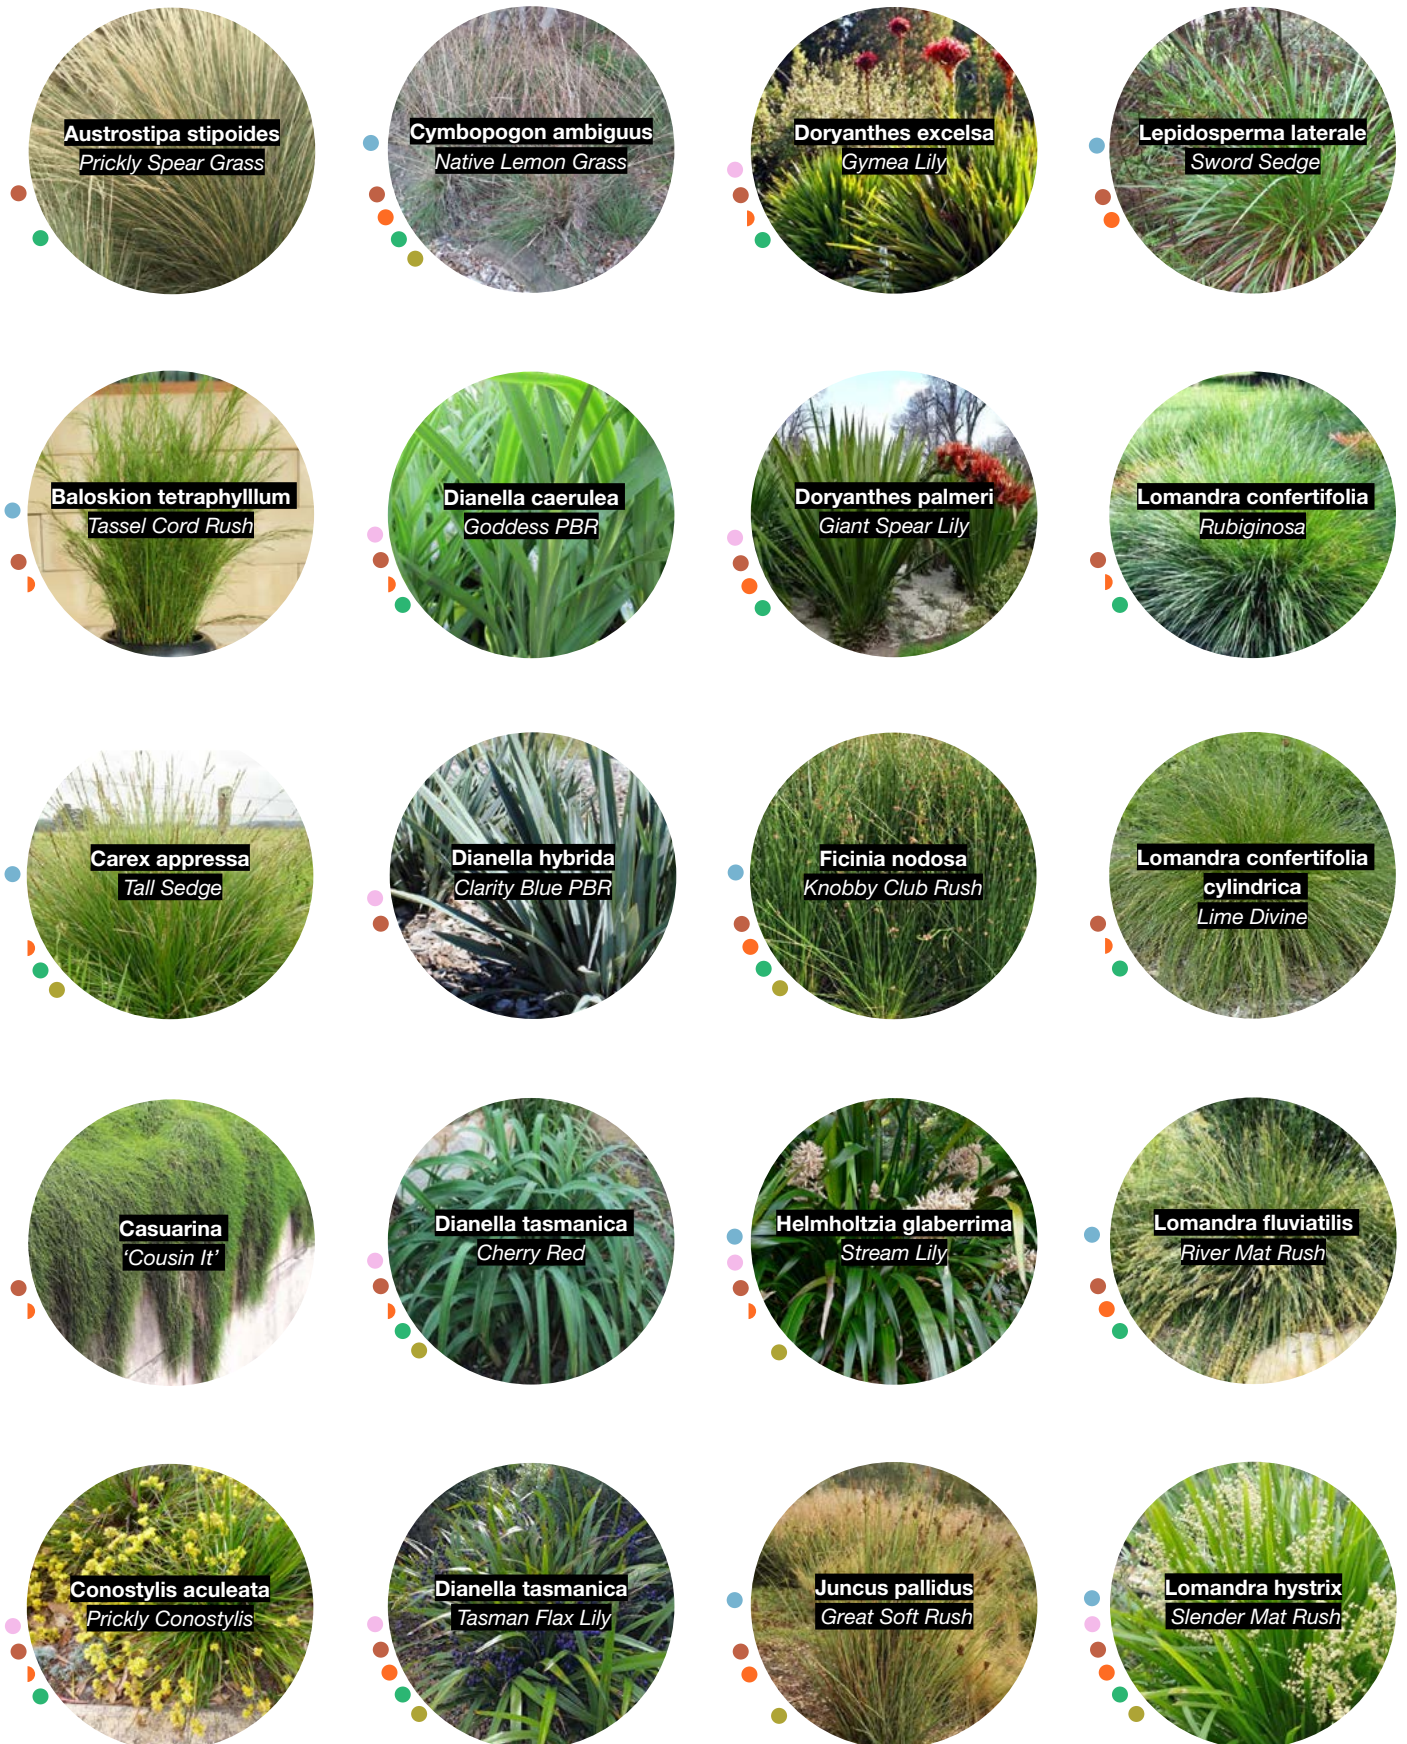 Austrostipa stipoides
Prickly Spear Grass
Cymbopogon ambiguus
Native Lemon Grass
Doryanthes excelsa
Gymea Lily
Lepidosperma laterale
Sword Sedge
Baloskion tetraphylllum
Tassel Cord Rush
Dianella caerulea
Goddess PBR
Doryanthes palmeri
Giant Spear Lily
Lomandra confertifolia
Rubiginosa
Carex appressa
Tall Sedge
Dianella hybrida
Clarity Blue PBR
Ficinia nodosa
Knobby Club Rush
Lomandra confertifolia
cylindrica
Lime Divine
Casuarina
‘Cousin It’
Dianella tasmanica
Cherry Red
Helmholtzia glaberrima
Stream Lily
Lomandra fluviatilis
River Mat Rush
Conostylis aculeata
Prickly Conostylis
Dianella tasmanica
Tasman Flax Lily
Juncus pallidus
Great Soft Rush
Lomandra hystrix
Slender Mat Rush